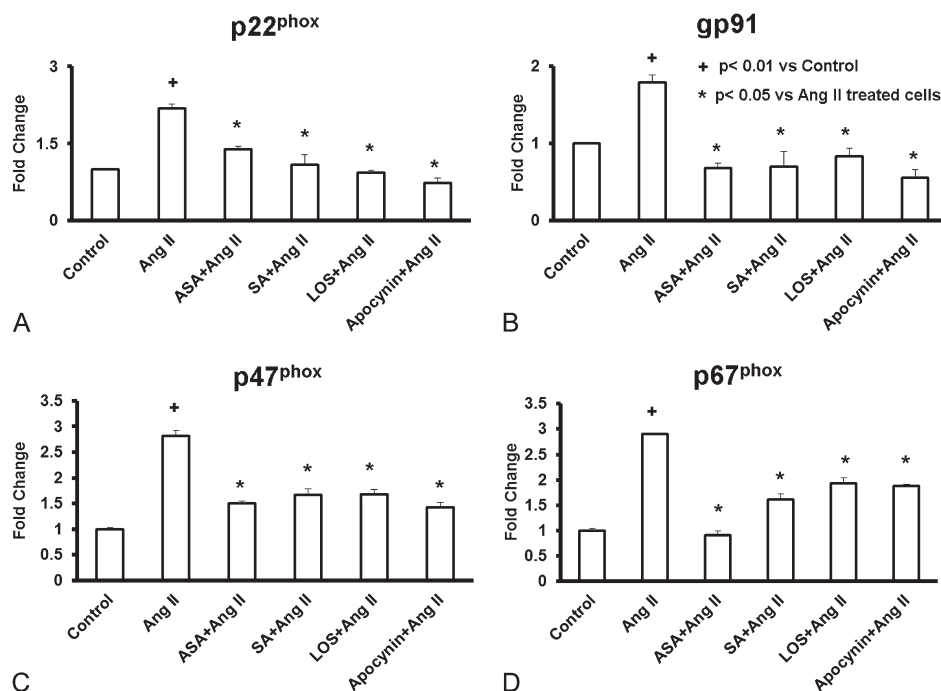 p22phox
Fold Change
3
1.5
0
Control
Ang II
ASA+Ang II
SA+Ang II
LOS+Ang II
Apocynin+Ang II
+
*
*
*
*
A
gp91
+ p< 0.01 vs Control
* p< 0.05 vs Ang II treated cells
Fold Change
2
1
0
Control
Ang II
ASA+Ang II
SA+Ang II
LOS+Ang II
Apocynin+Ang II
+
*
*
*
*
B
p47phox
Fold Change
3.5
3
2.5
2
1.5
1
0.5
0
Control
Ang II
ASA+Ang II
SA+Ang II
LOS+Ang II
Apocynin+Ang II
+
*
*
*
*
C
p67phox
Fold Change
3.5
3
2.5
2
1.5
1
0.5
0
Control
Ang II
ASA+Ang II
SA+Ang II
LOS+Ang II
Apocynin+Ang II
+
*
*
*
*
D